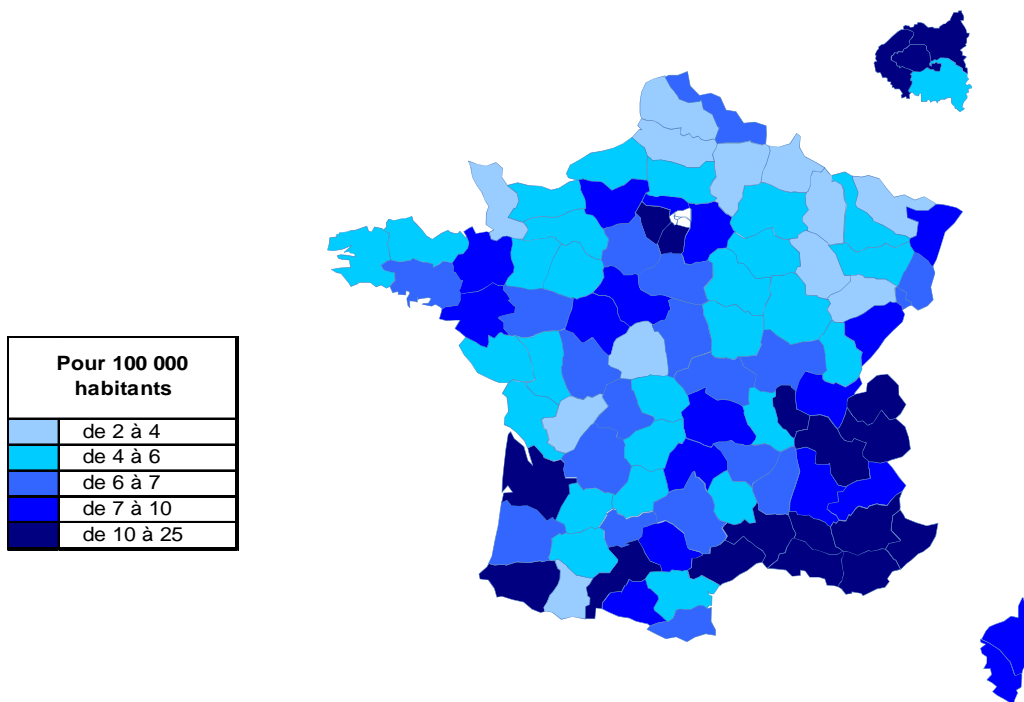 Pour 100 000
habitants
de 2 à 4
de 4 à 6
de 6 à 7
de 7 à 10
de 10 à 25